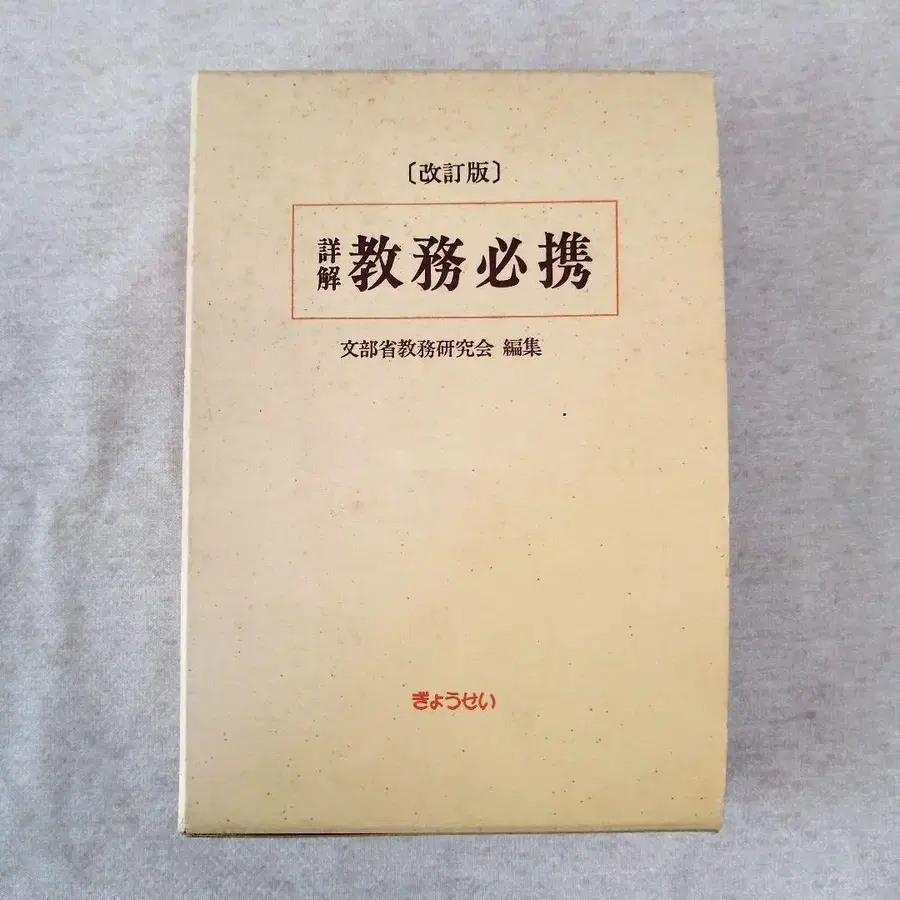 〔改訂版〕
詳解 教務必携
文部省教務研究会 編集
ぎょうせい